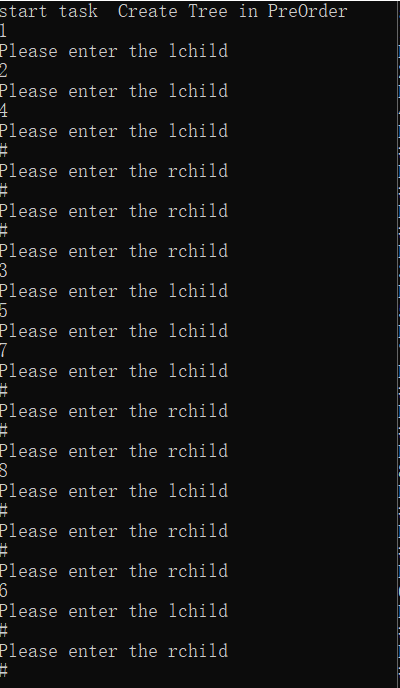 start task  Create Tree in PreOrder
1
Please enter the lchild
2
Please enter the lchild
4
Please enter the lchild
#
Please enter the rchild
#
Please enter the rchild
#
Please enter the rchild
3
Please enter the lchild
5
Please enter the lchild
7
Please enter the lchild
#
Please enter the rchild
#
Please enter the rchild
8
Please enter the lchild
#
Please enter the rchild
#
Please enter the rchild
6
Please enter the lchild
#
Please enter the rchild
#